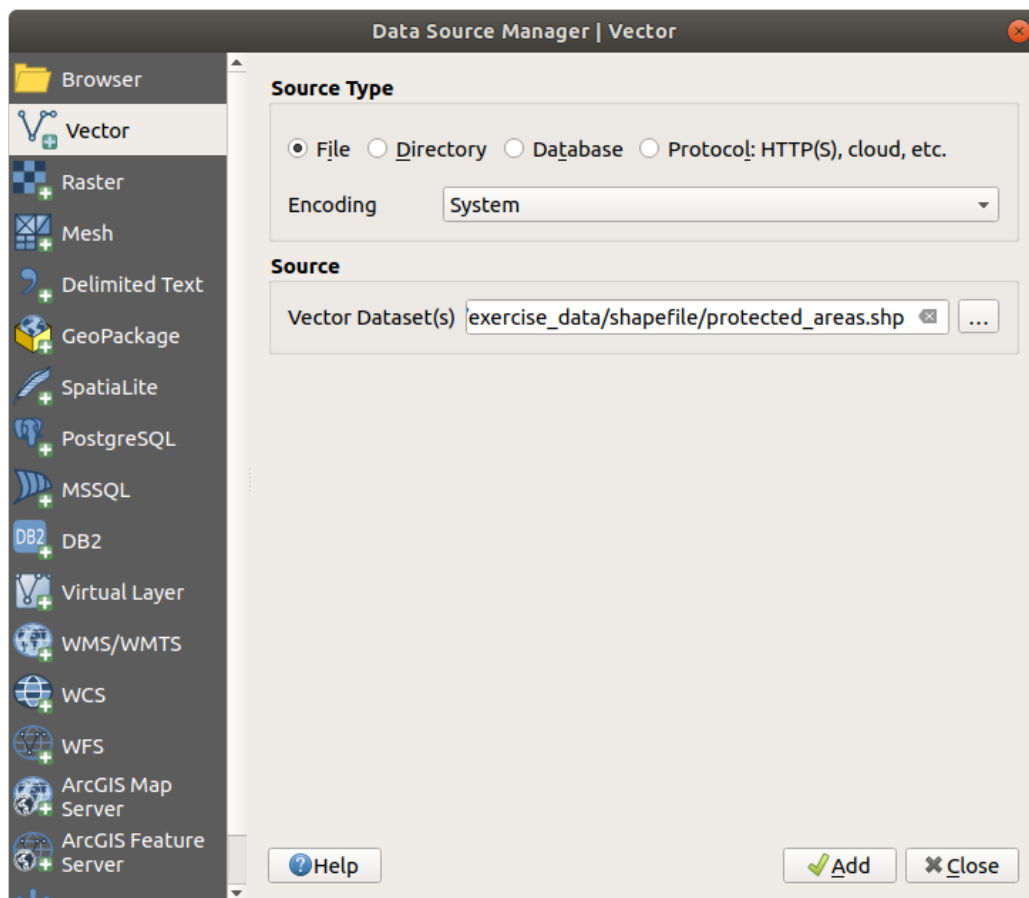 Data Source Manager | Vector
Browser
Vector
Raster
Mesh
Delimited Text
GeoPackage
SpatiaLite
PostgreSQL
MSSQL
DB2
DB2
Virtual Layer
WMS/WMTS
WCS
WFS
ArcGIS Map
Server
ArcGIS Feature
Server
Source Type
File Directory Database Protocol: HTTP(S), cloud, etc.
Encoding System
Source
Vector Dataset(s) /exercise_data/shapefile/protected_areas.shp ...
?Help Add Close